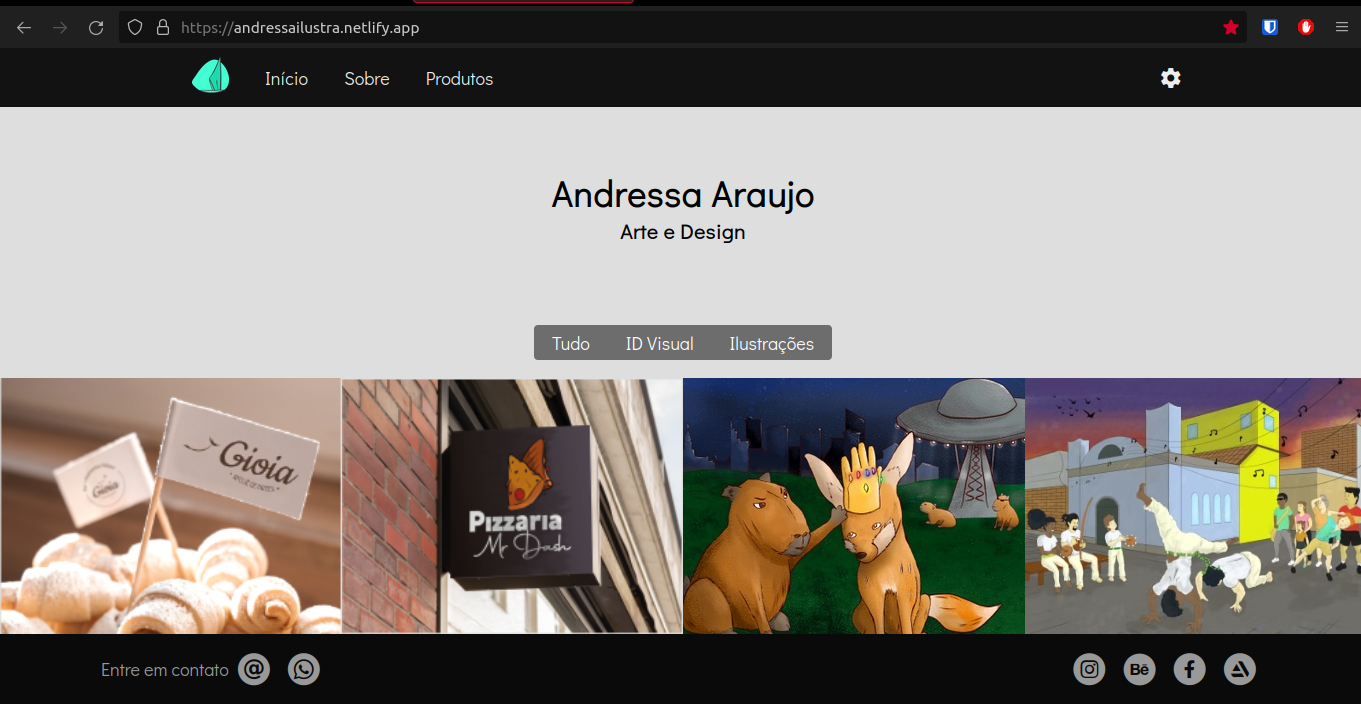 https://andressailustra.netlify.app
Início Sobre Produtos
Andressa Araujo
Arte e Design
Tudo ID Visual Ilustrações
Gioia
Gioia
Pizzaria
Mr Dash
Entre em contato @
Bē